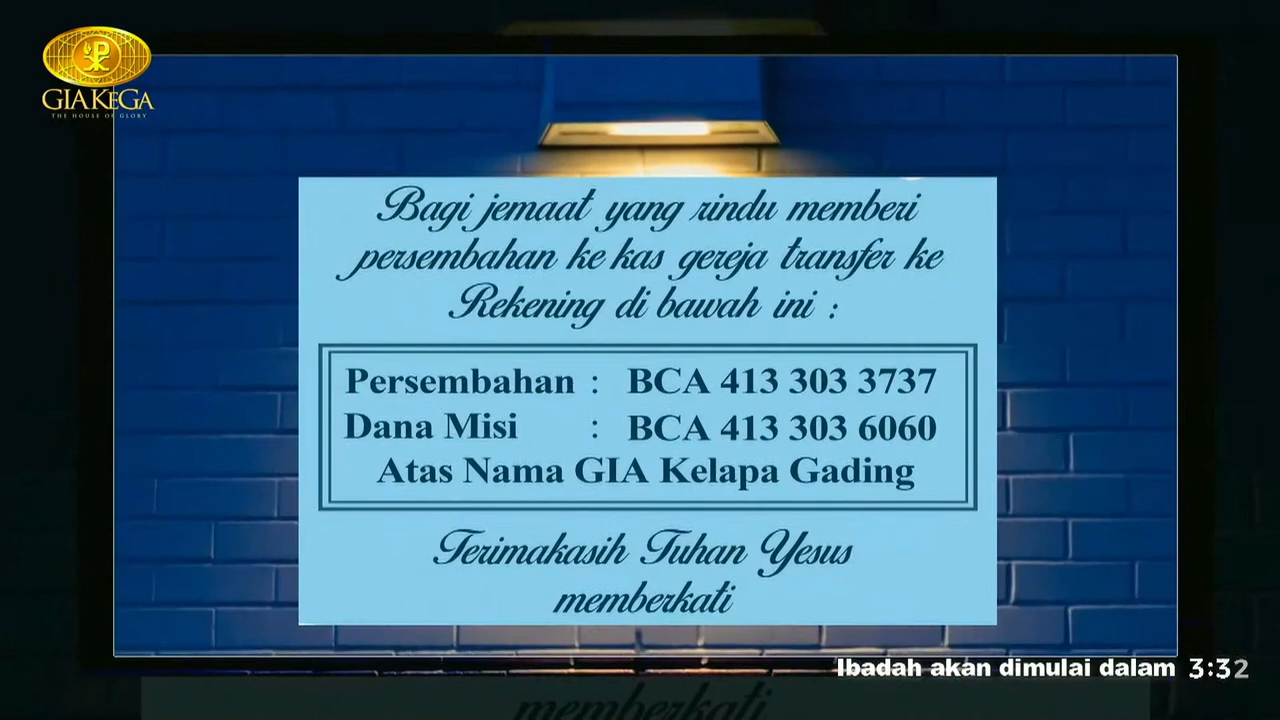 GIAKEGA
THE HOUSE OF GLORY
Bagi jemaat yang rindu memberi
persembahan ke kas gereja transfer ke
Rekening di bawah ini :
Persembahan : BCA 413 303 3737
Dana Misi : BCA 413 303 6060
Atas Nama GIA Kelapa Gading
Terimakasih Tuhan Yesus
memberkati
Ibadah akan dimulai dalam 3:32
memberkati